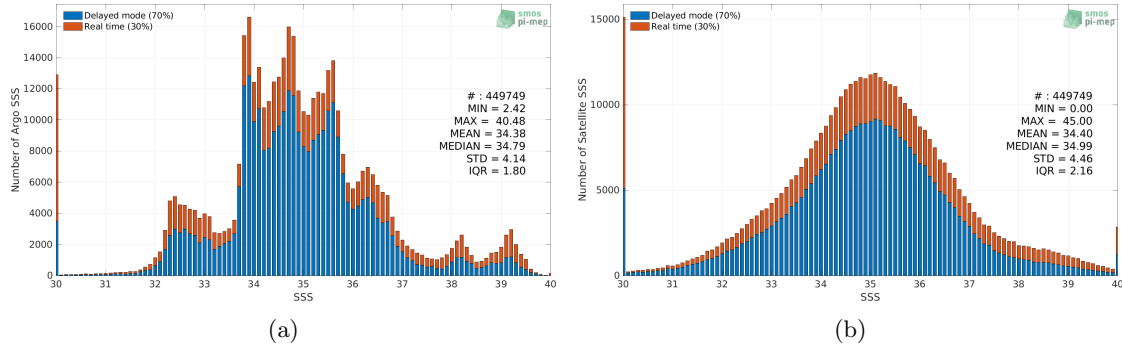 Delayed mode (70%)
Real time (30%)
smos
pi-mep
16000
14000
12000
10000
8000
6000
4000
2000
0
Number of Argo SSS
# : 449749
MIN = 2.42
MAX = 40.48
MEAN = 34.38
MEDIAN = 34.79
STD = 4.14
IQR = 1.80
30 31 32 33 34 35 36 37 38 39 40
SSS
(a)
Delayed mode (70%)
Real time (30%)
smos
pi-mep
15000
10000
5000
0
Number of Satellite SSS
# : 449749
MIN = 0.00
MAX = 45.00
MEAN = 34.40
MEDIAN = 34.99
STD = 4.46
IQR = 2.16
30 31 32 33 34 35 36 37 38 39 40
SSS
(b)